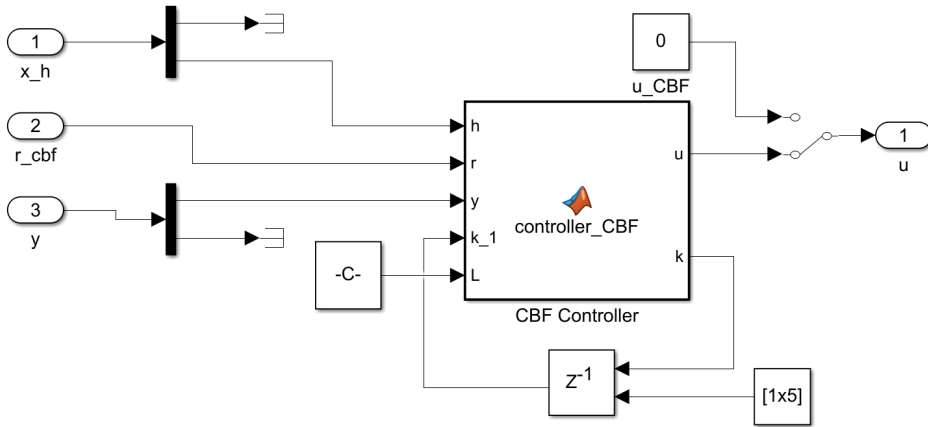 1
x_h
2
r_cbf
3
y
0
u_CBF
h
r
y
k_1
L
u
k
controller_CBF
CBF Controller
-C-
Z-1
[1x5]
1
u